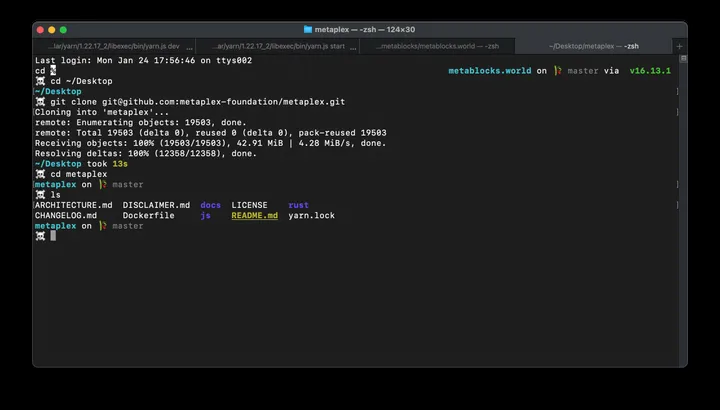 metaplex — -zsh — 124×30
...lar/yarn/1.22.17_2/libexec/bin/yarn.js dev
...ar/yarn/1.22.17_2/libexec/bin/yarn.js start
...metablocks/metablocks.world — -zsh
~/Desktop/metaplex — -zsh
+
Last login: Mon Jan 24 17:56:46 on ttys002
cd % metablocks.world on master via v16.13.1
cd ~/Desktop
~/Desktop
git clone git@github.com:metaplex-foundation/metaplex.git
Cloning into 'metaplex'...
remote: Enumerating objects: 19503, done.
remote: Total 19503 (delta 0), reused 0 (delta 0), pack-reused 19503
Receiving objects: 100% (19503/19503), 42.91 MiB | 4.28 MiB/s, done.
Resolving deltas: 100% (12358/12358), done.
~/Desktop took 13s
cd metaplex
metaplex on master
ls
ARCHITECTURE.md DISCLAIMER.md docs LICENSE rust
CHANGELOG.md Dockerfile js README.md yarn.lock
metaplex on master